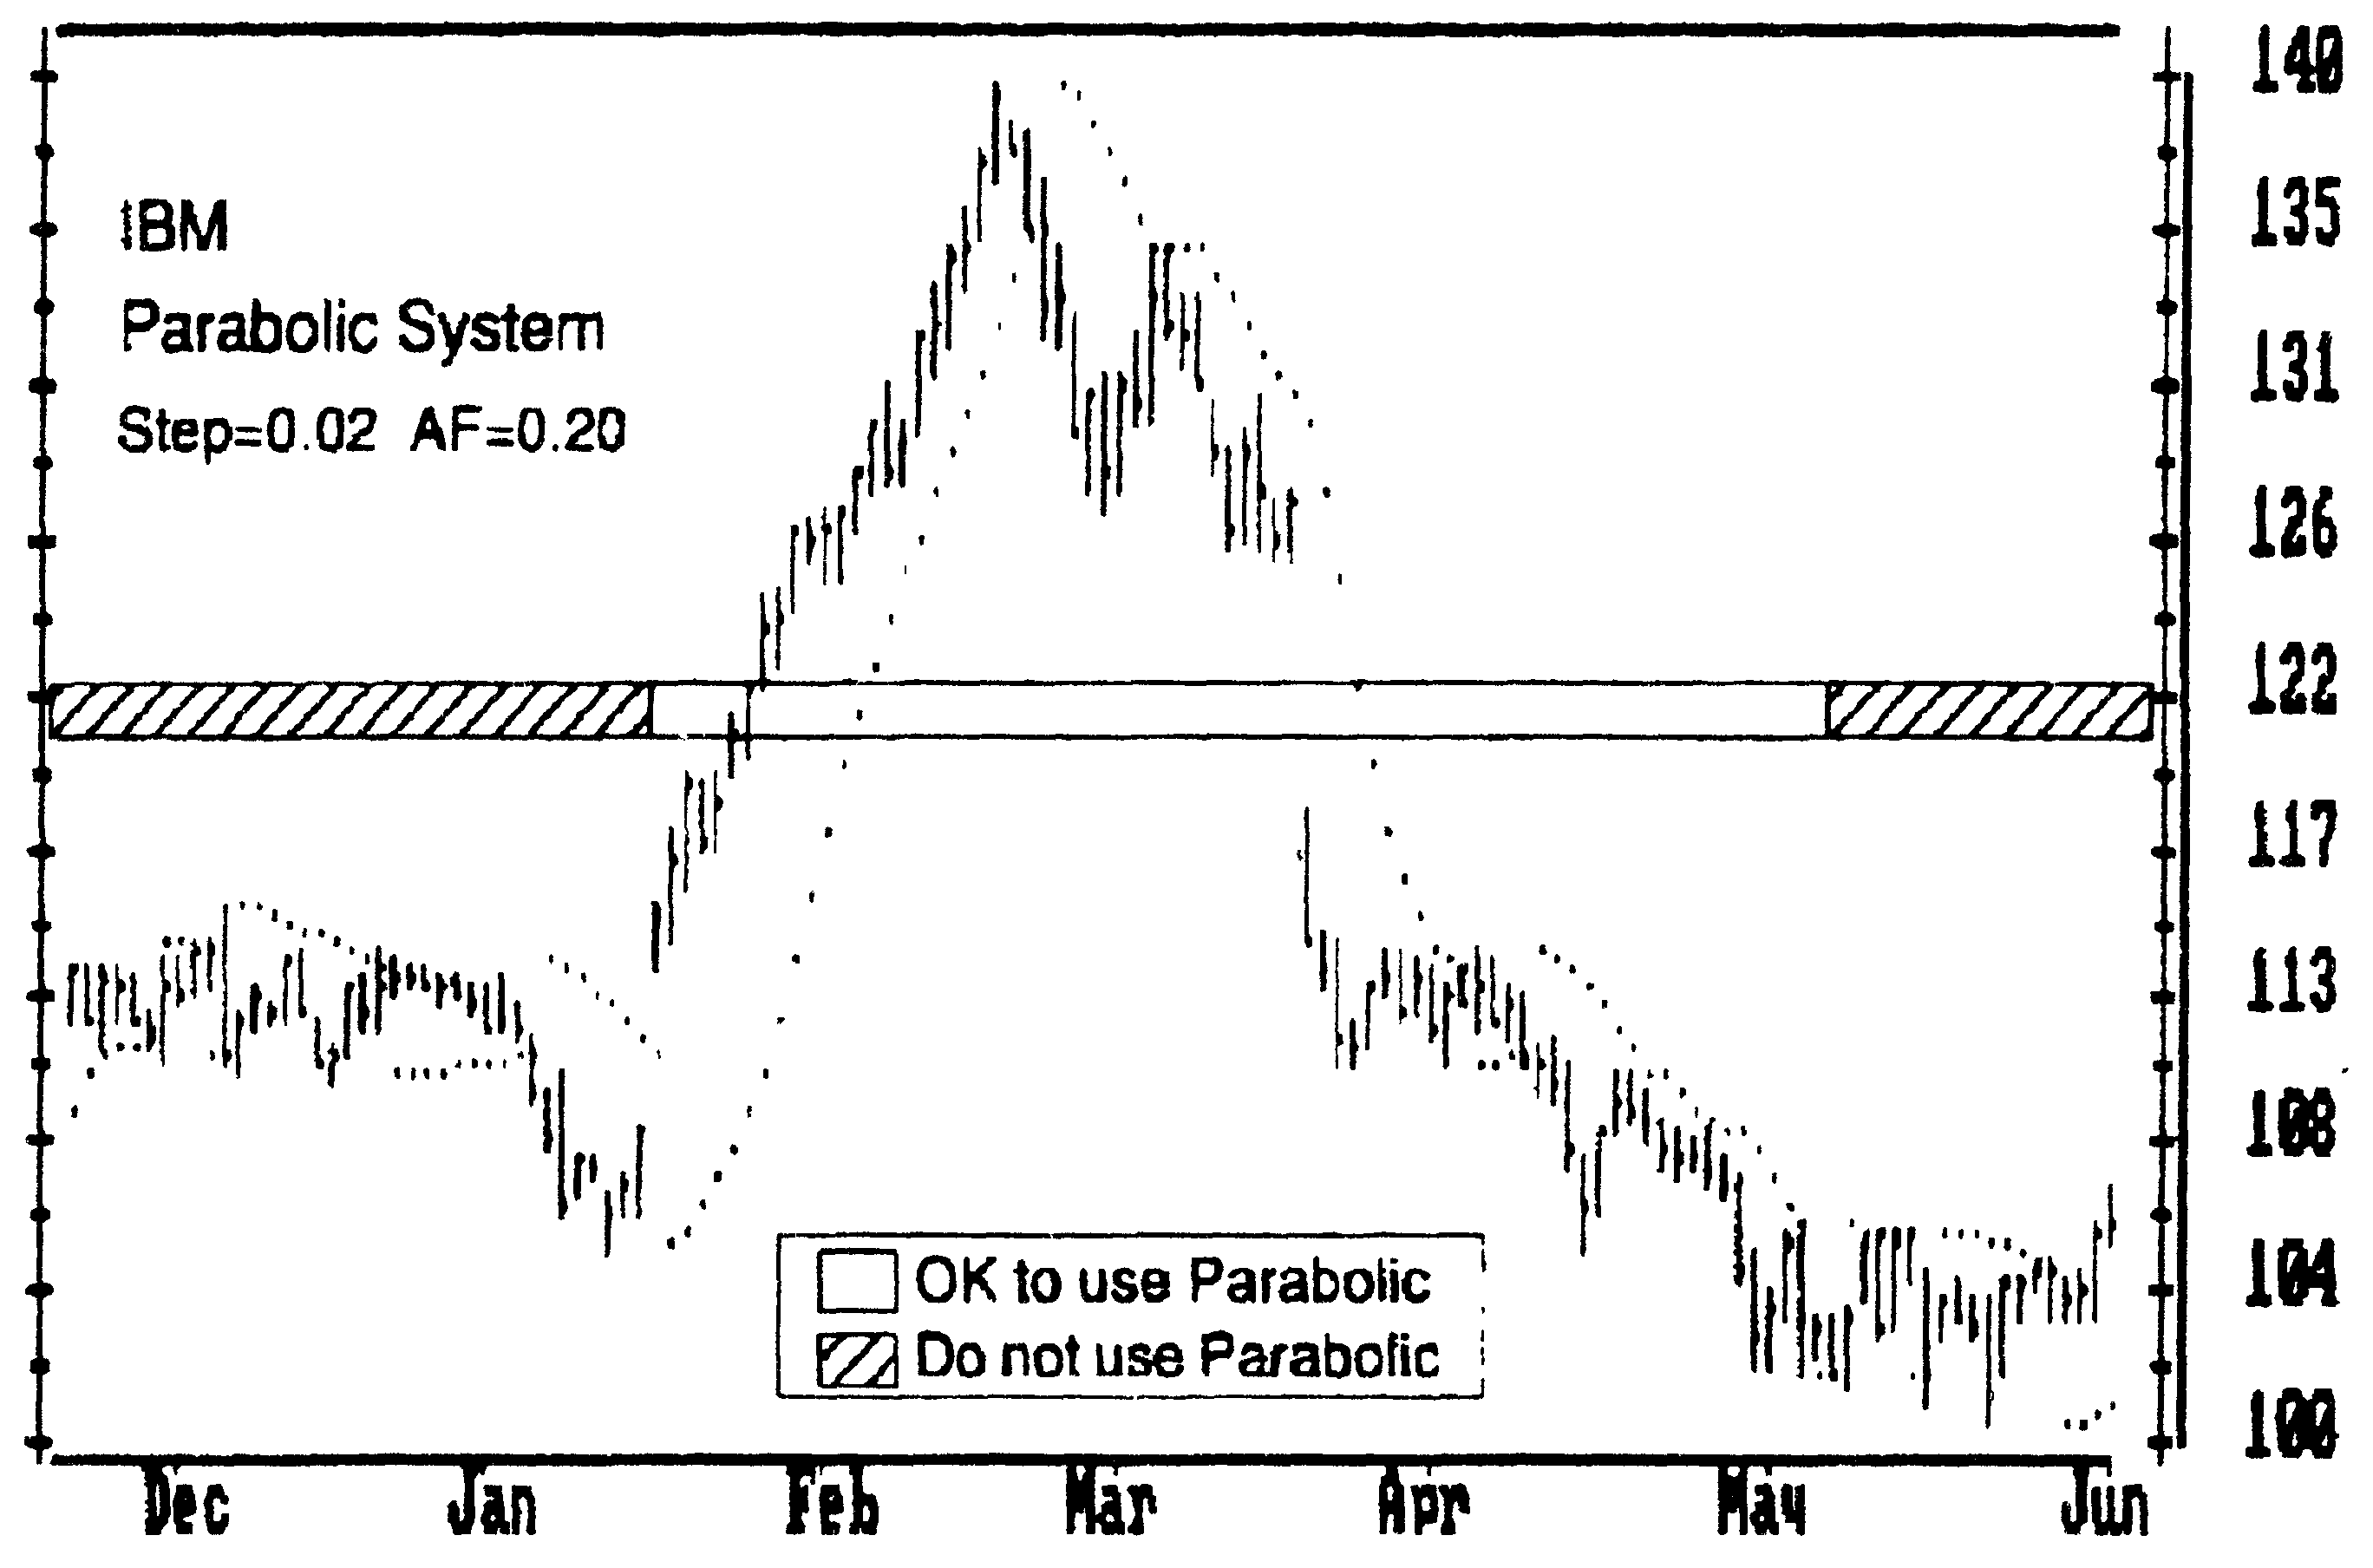 IBM
Parabolic System
Step=0.02 AF=0.20
140
135
131
126
122
117
113
108
104
100
OK to use Parabolic
Do not use Parabolic
Dec Jan Feb Mar Apr May Jun